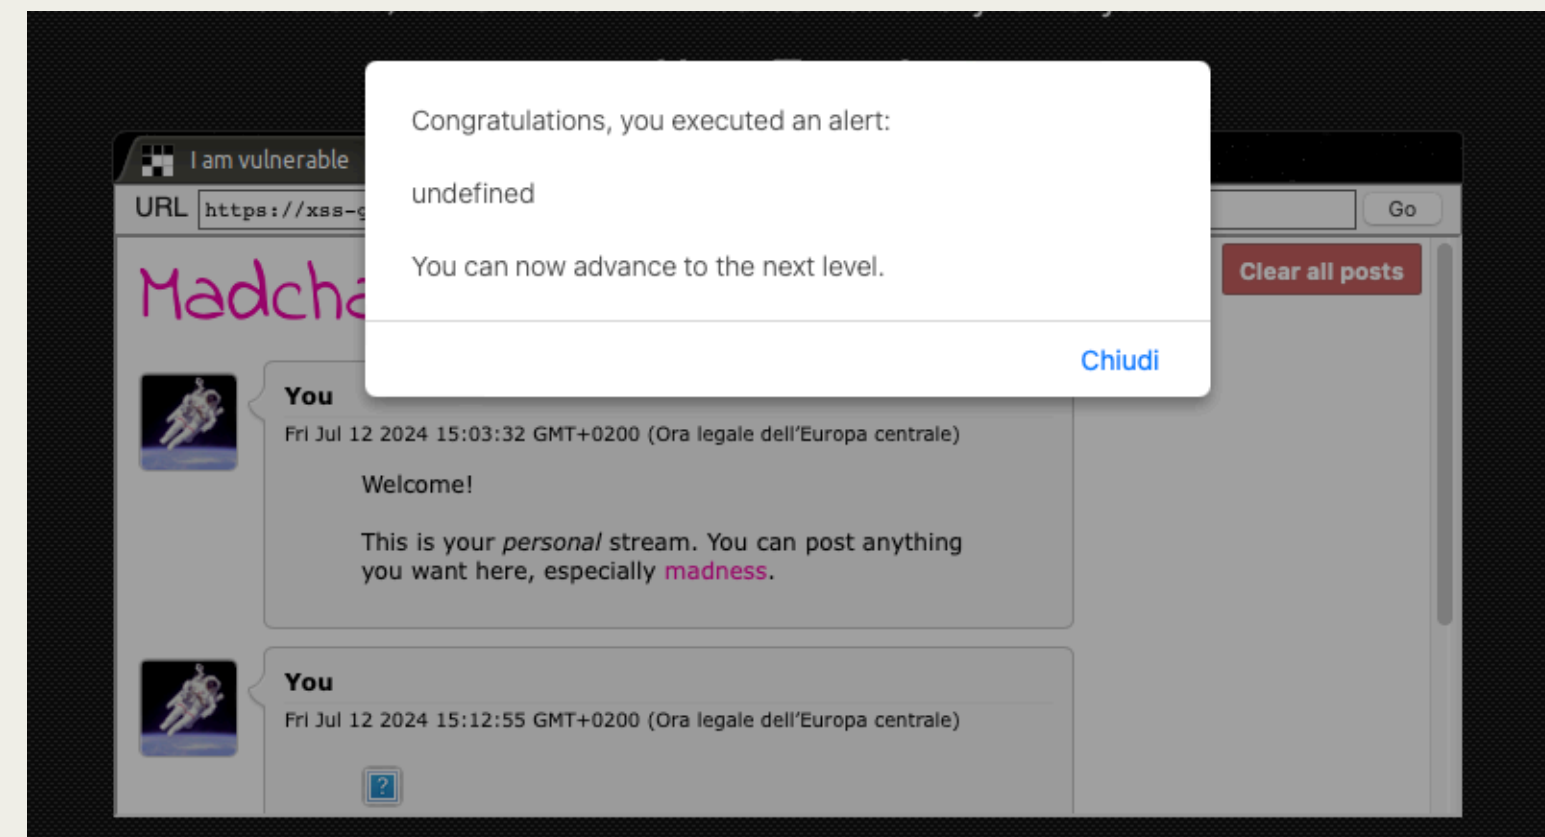 Congratulations, you executed an alert:
undefined
You can now advance to the next level.
Chiudi
I am vulnerable
URL https://xss-
Go
Clear all posts
You
Fri Jul 12 2024 15:03:32 GMT+0200 (Ora legale dell’Europa centrale)
Welcome!
This is your personal stream. You can post anything
you want here, especially madness.
You
Fri Jul 12 2024 15:12:55 GMT+0200 (Ora legale dell’Europa centrale)
?